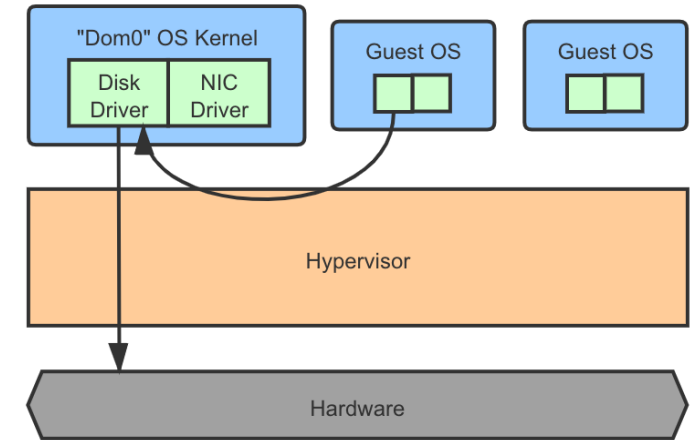 "Dom0" OS Kernel
Disk
Driver
NIC
Driver
Guest OS
Guest OS
Hypervisor
Hardware